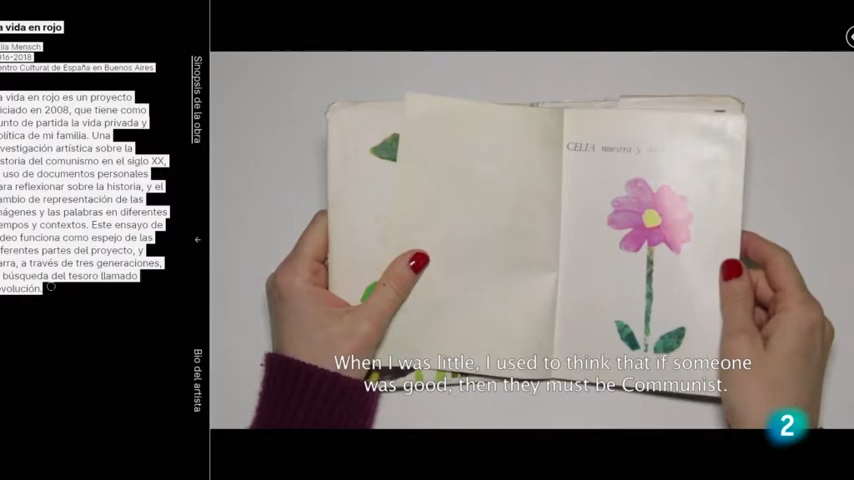 a vida en rojo
lia Mensch
016-2018
entro Cultural de España en Buenos Aires
a vida en rojo es un proyecto
iciado en 2008, que tiene como
unto de partida la vida privada y
olítica de mi familia. Una
vestigación artística sobre la
storia del comunismo en el siglo XX,
uso de documentos personales
ara reflexionar sobre la historia, y el
ambio de representación de las
mágenes y las palabras en diferentes
empos y contextos. Este ensayo de
deo funciona como espejo de las
ferentes partes del proyecto, y
arra, a través de tres generaciones,
búsqueda del tesoro llamado
evolución.
Sinopsis de la obra
Bio del artista
CELIA nuestra y
When I was little, I used to think that if someone
was good, then they must be Communist.
2